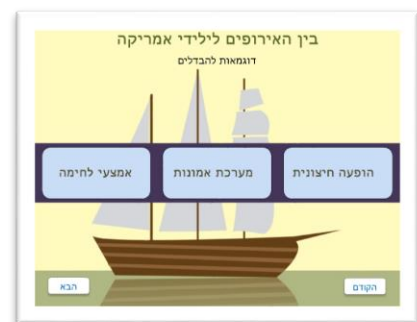 בין האירופים לילידי אמריקה
דוגמאות להבדלים
הופעה חיצונית
מערכת אמונות
אמצעי לחימה
הקודם
הבא